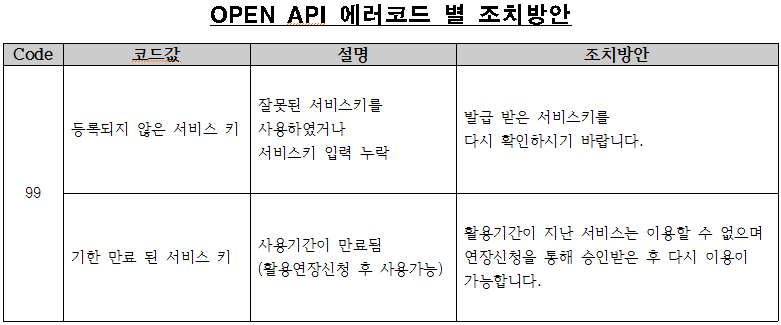 OPEN API 에러코드 별 조치방안
Code 코드값 설명 조치방안
99
등록되지 않은 서비스 키
잘못된 서비스키를
사용하였거나
서비스키 입력 누락
발급 받은 서비스키를
다시 확인하시기 바랍니다.
기한 만료 된 서비스 키
사용기간이 만료됨
(활용연장신청 후 사용가능)
활용기간이 지난 서비스는 이용할 수 없으며
연장신청을 통해 승인받은 후 다시 이용이
가능합니다.